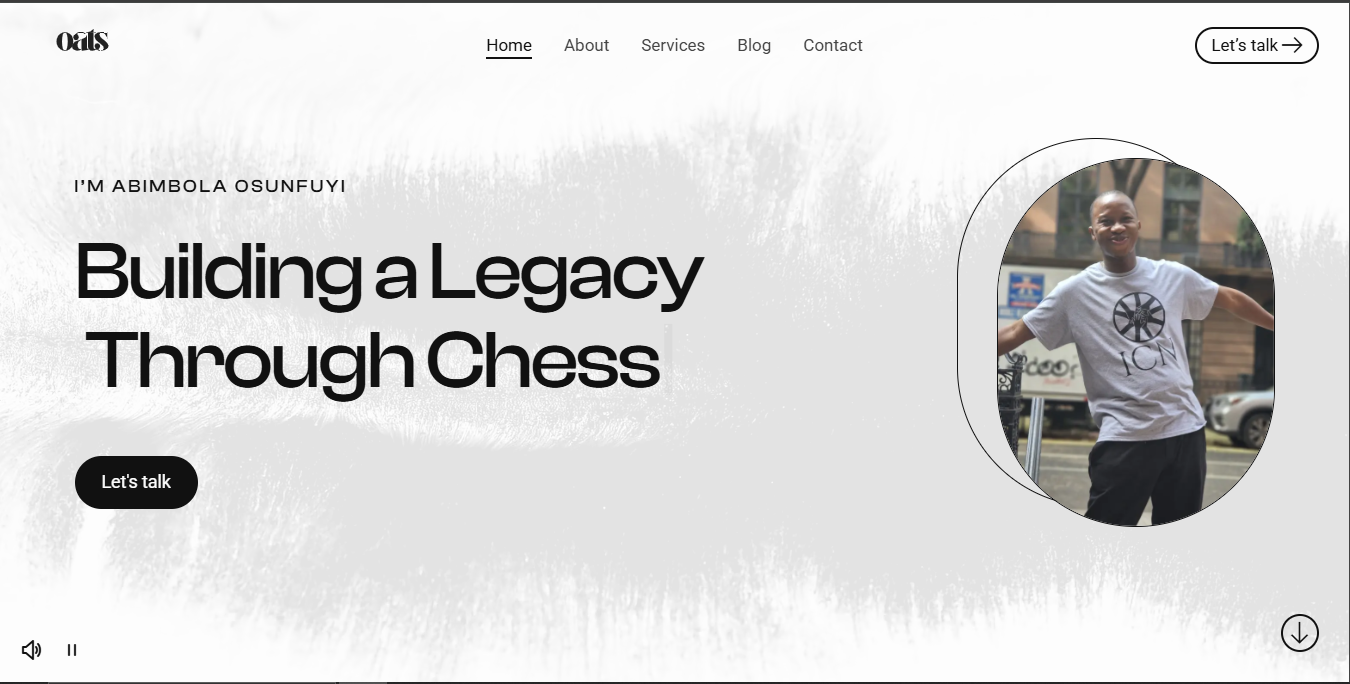 oats
Home About Services Blog Contact
Let’s talk
I’M ABIMBOLA OSUNFUYI
Building a Legacy
Through Chess
Let's talk
ICN